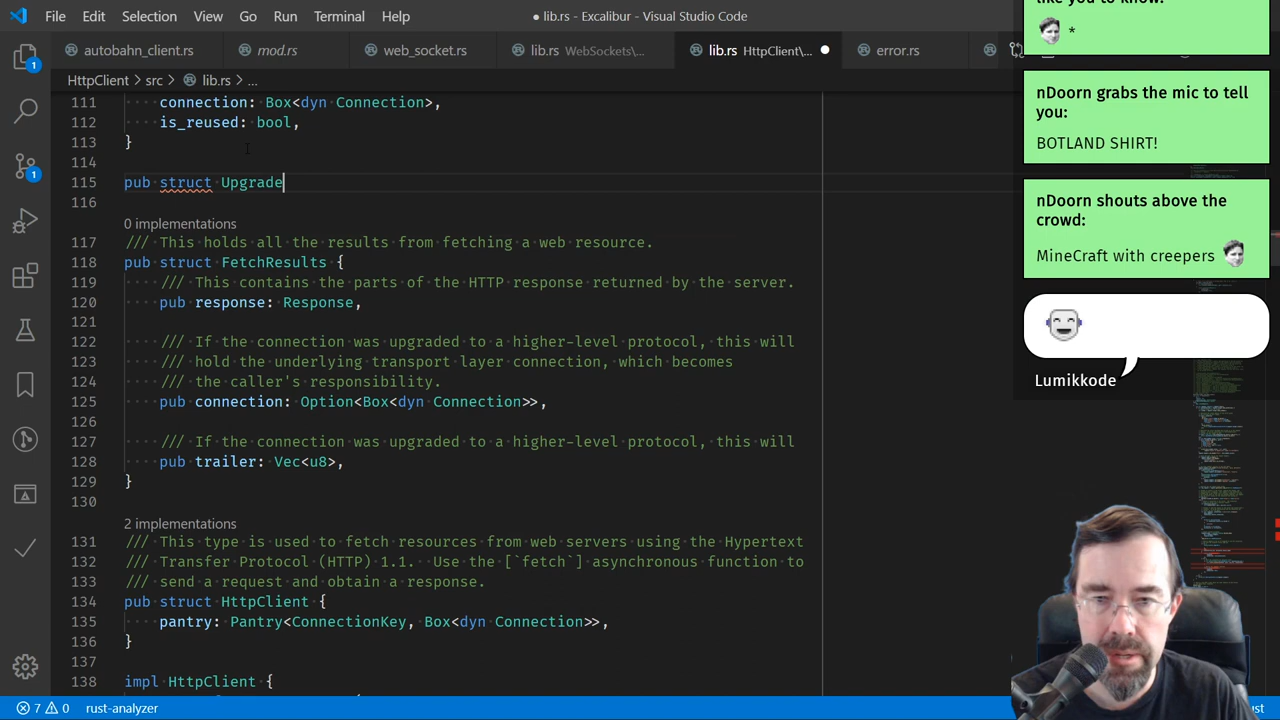 File Edit Selection View Go Run Terminal Help
● lib.rs - Excalibur - Visual Studio Code
autobahn_client.rs mod.rs web_socket.rs lib.rs WebSockets\... lib.rs HttpClient\... ● error.rs
HttpClient > src > lib.rs > ...
111 connection: Box<dyn Connection>,
112 is_reused: bool,
113 }
114
115 pub struct Upgrade
116
0 implementations
117 /// This holds all the results from fetching a web resource.
118 pub struct FetchResults {
119 /// This contains the parts of the HTTP response returned by the server.
120 pub response: Response,
121
122 /// If the connection was upgraded to a higher-level protocol, this will
123 /// hold the underlying transport layer connection, which becomes
124 /// the caller's responsibility.
125 pub connection: Option<Box<dyn Connection>>,
126
127 /// If the connection was upgraded to a higher-level protocol, this will
128 pub trailer: Vec<u8>,
129 }
130
2 implementations
131 /// This type is used to fetch resources from web servers using the Hypertext
132 /// Transfer Protocol (HTTP) 1.1. Use the [`fetch`] asynchronous function to
133 /// send a request and obtain a response.
134 pub struct HttpClient {
135 pantry: Pantry<ConnectionKey, Box<dyn Connection>>,
136 }
137
138 impl HttpClient {
1
1
7 0 rust-analyzer
like you to know:
*
nDoorn grabs the mic to tell
you:
BOTLAND SHIRT!
nDoorn shouts above the
crowd:
MineCraft with creepers
Lumikkode